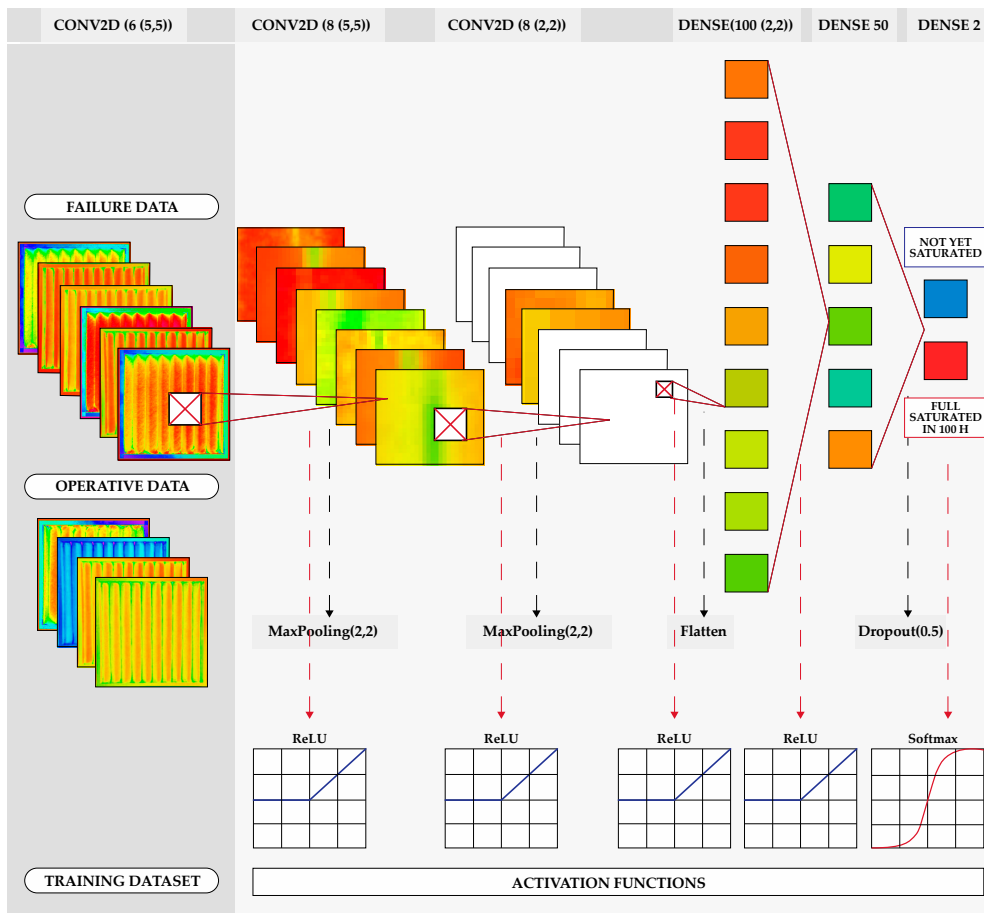 CONV2D (6 (5,5))
CONV2D (8 (5,5))
CONV2D (8 (2,2))
DENSE(100 (2,2))
DENSE 50
DENSE 2
FAILURE DATA
NOT YET
SATURATED
FULL
SATURATED
IN 100 H
OPERATIVE DATA
MaxPooling(2,2)
MaxPooling(2,2)
Flatten
Dropout(0.5)
ReLU
ReLU
ReLU
ReLU
Softmax
TRAINING DATASET
ACTIVATION FUNCTIONS